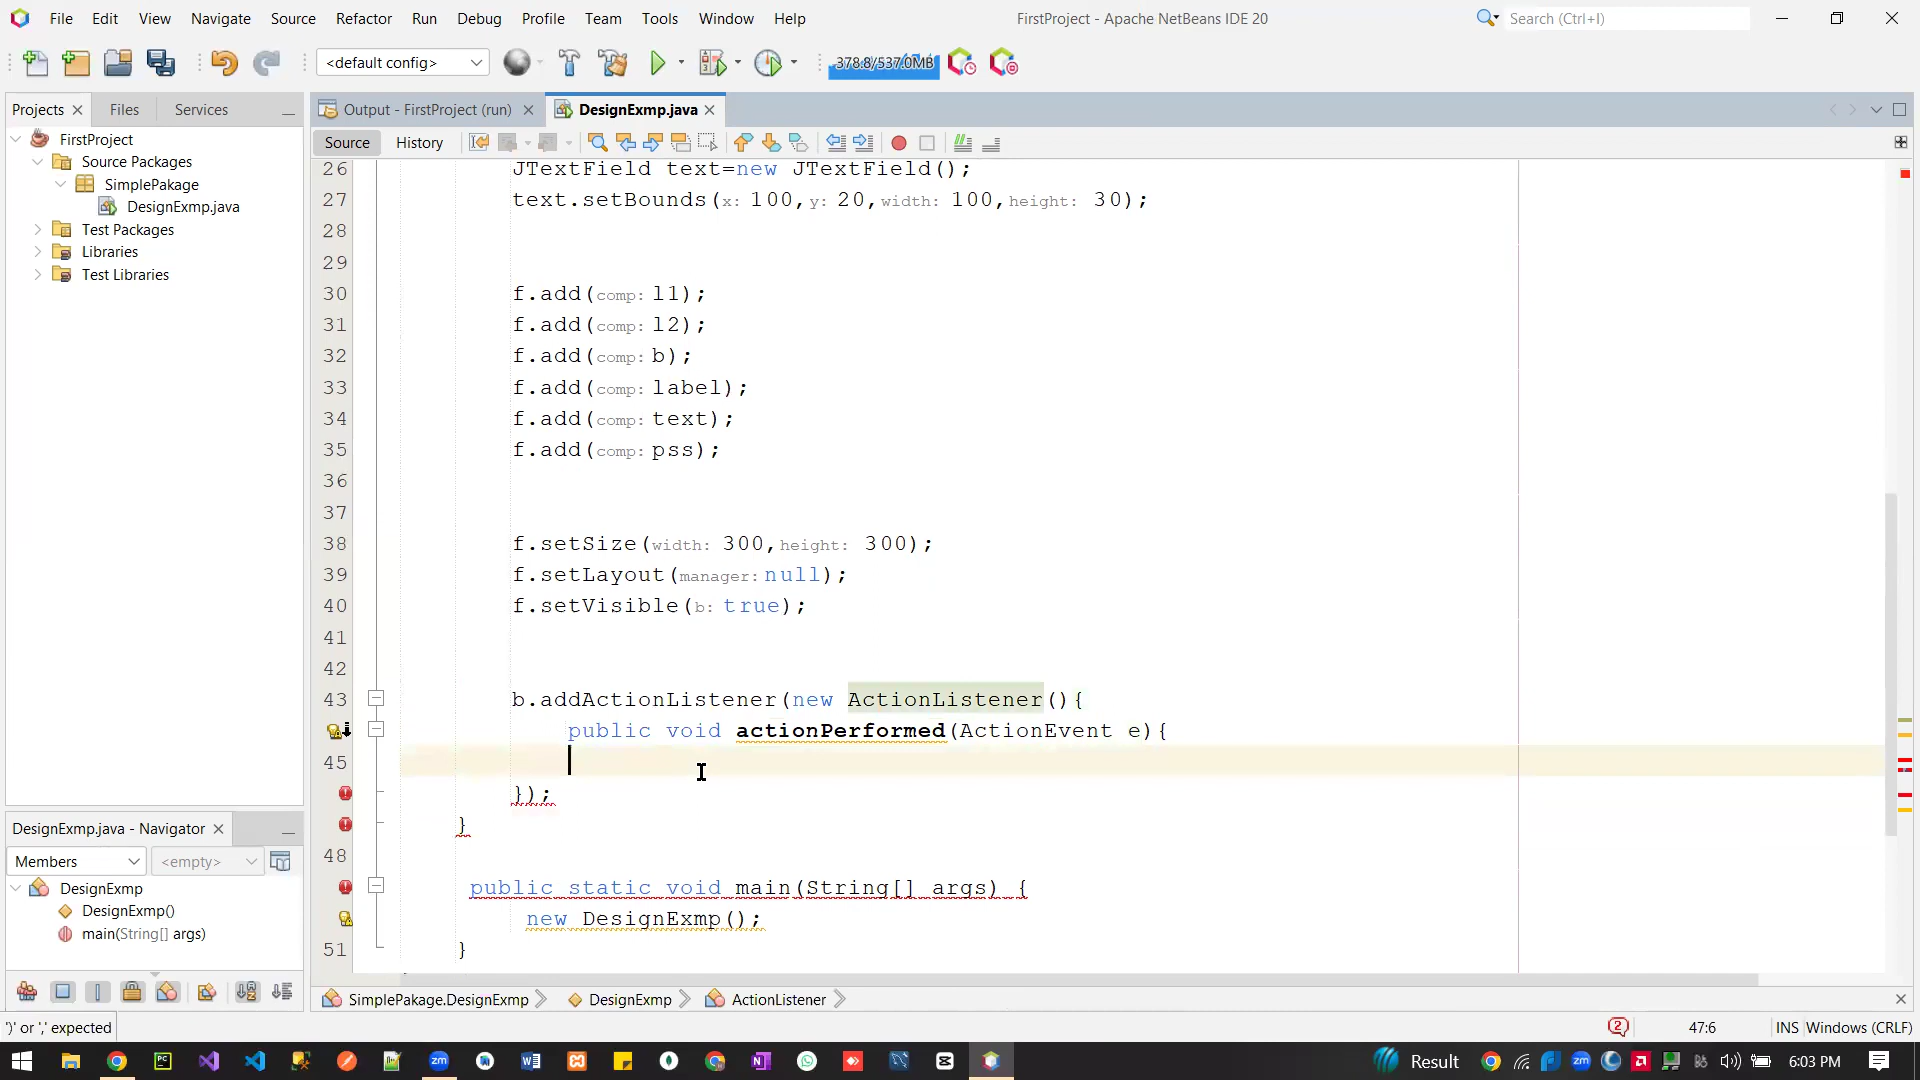 File Edit View Navigate Source Refactor Run Debug Profile Team Tools Window Help FirstProject - Apache NetBeans IDE 20 Search (Ctrl+I)
<default config> 378.8/537.0MB
Projects Files Services Output - FirstProject (run) DesignExmp.java
Source History
FirstProject
Source Packages
SimplePakage
DesignExmp.java
Test Packages
Libraries
Test Libraries
26 JTextField text=new JTextField();
27 text.setBounds(x: 100,y: 20,width: 100,height: 30);
28
29
30 f.add(comp: l1);
31 f.add(comp: l2);
32 f.add(comp: b);
33 f.add(comp: label);
34 f.add(comp: text);
35 f.add(comp: pss);
36
37
38 f.setSize(width: 300,height: 300);
39 f.setLayout(manager: null);
40 f.setVisible(b: true);
41
42
43 b.addActionListener(new ActionListener(){
public void actionPerformed(ActionEvent e){
45
});
}
48
public static void main(String[] args) {
new DesignExmp();
51 }
DesignExmp.java - Navigator
Members <empty>
DesignExmp
DesignExmp()
main(String[] args)
SimplePakage.DesignExmp DesignExmp ActionListener
')' or ',' expected 2 47:6 INS Windows (CRLF)
Result 6:03 PM